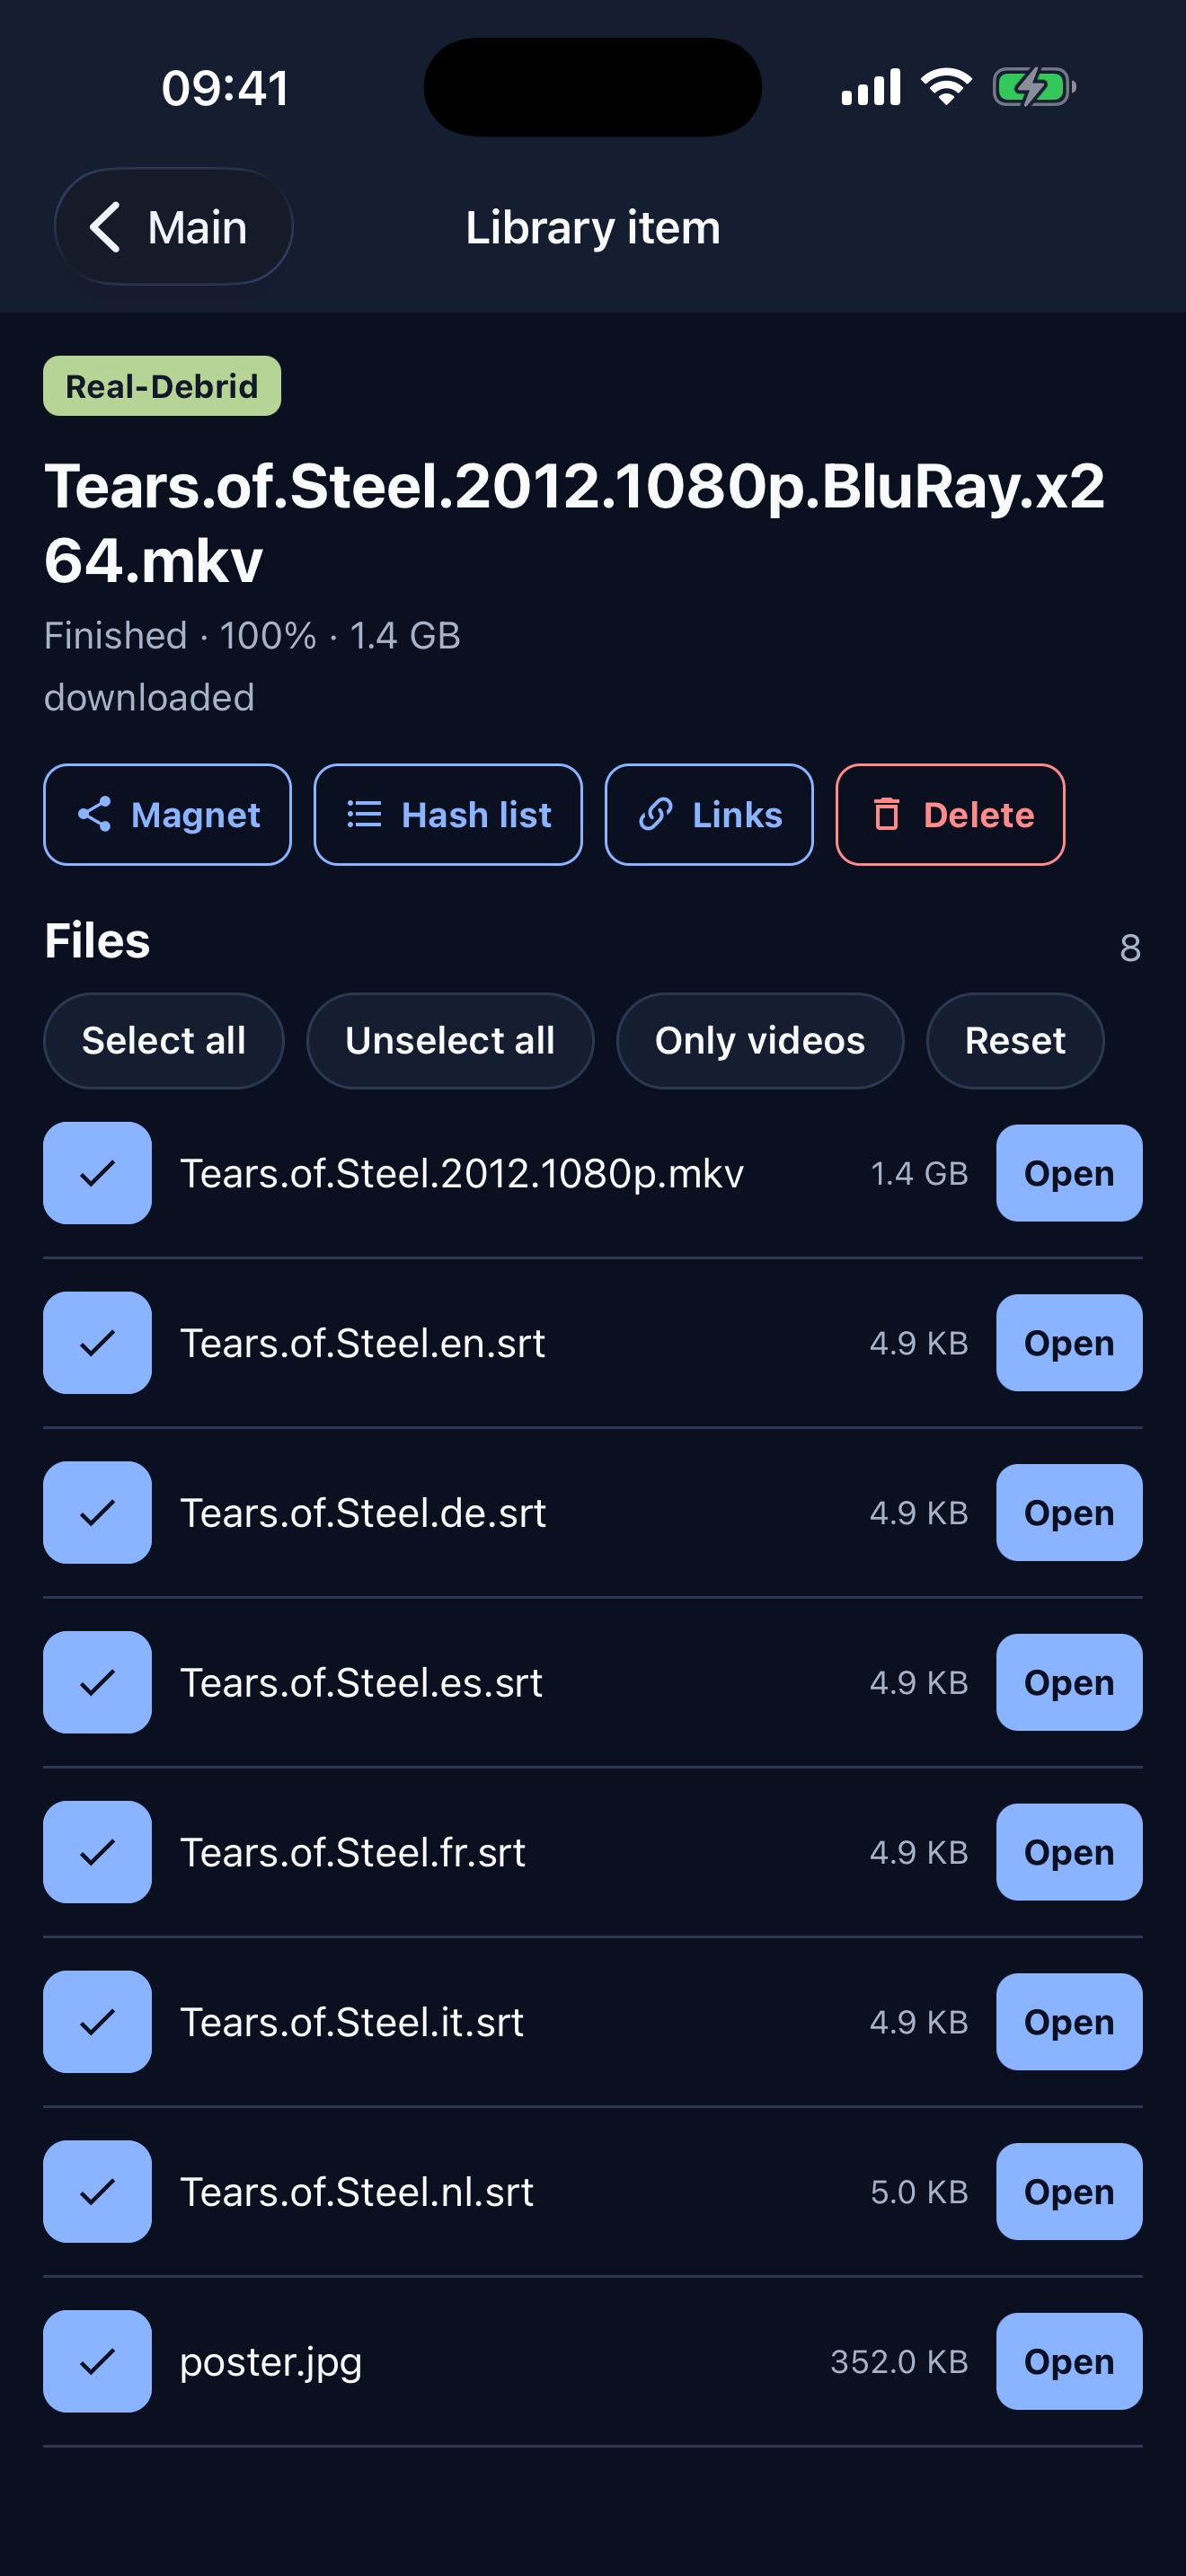 09:41
Main
Library item
Real-Debrid
Tears.of.Steel.2012.1080p.BluRay.x2
64.mkv
Finished · 100% · 1.4 GB
downloaded
Magnet
Hash list
Links
Delete
Files
8
Select all
Unselect all
Only videos
Reset
Tears.of.Steel.2012.1080p.mkv 1.4 GB Open
Tears.of.Steel.en.srt 4.9 KB Open
Tears.of.Steel.de.srt 4.9 KB Open
Tears.of.Steel.es.srt 4.9 KB Open
Tears.of.Steel.fr.srt 4.9 KB Open
Tears.of.Steel.it.srt 4.9 KB Open
Tears.of.Steel.nl.srt 5.0 KB Open
poster.jpg 352.0 KB Open